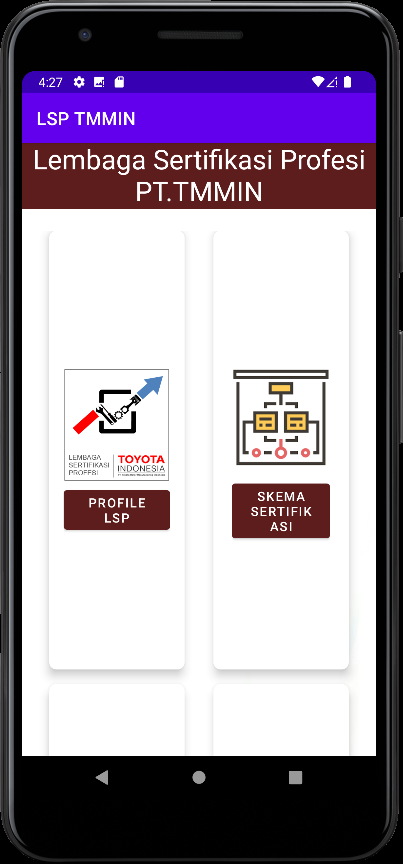 4:27
LSP TMMIN
Lembaga Sertifikasi Profesi
PT.TMMIN
LEMBAGA
SERTIFIKASI
PROFESI
TOYOTA
INDONESIA
PROFILE
LSP
SKEMA
SERTIFIK
ASI